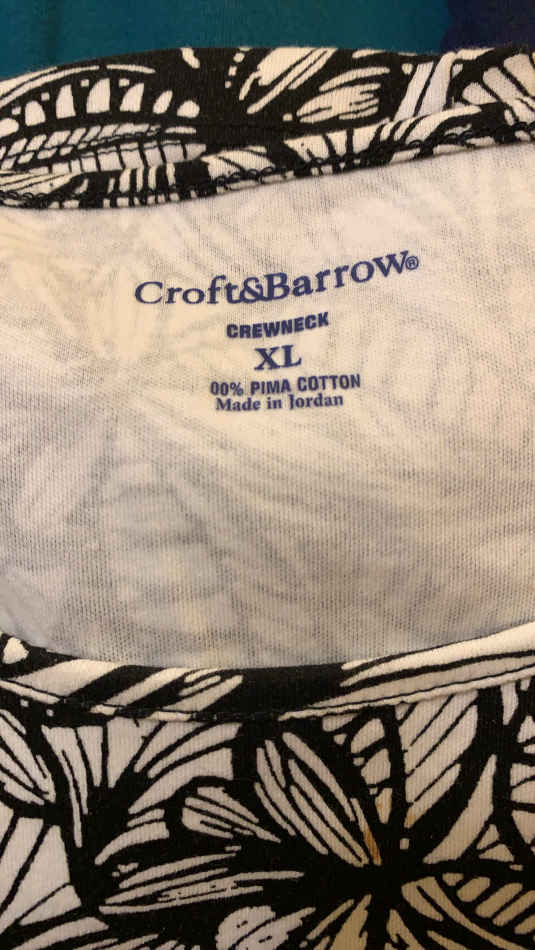 Croft&Barrow®
CREWNECK
XL
00% PIMA COTTON
Made in Jordan